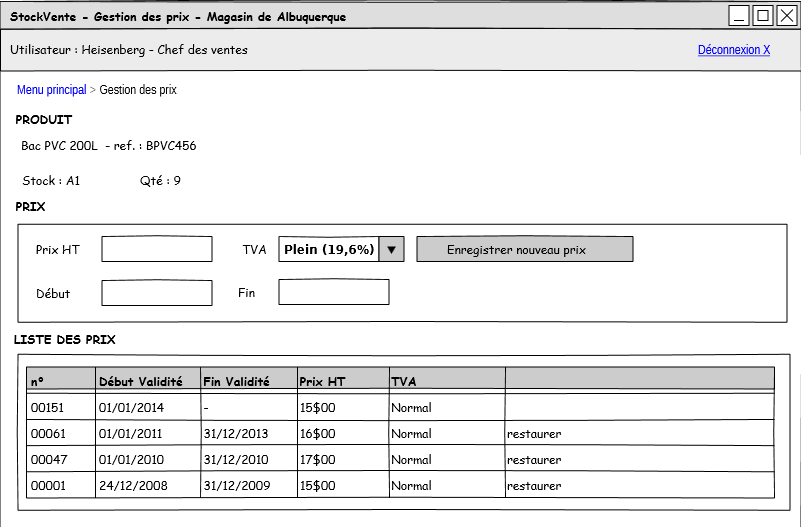 StockVente - Gestion des prix - Magasin de Albuquerque
Utilisateur : Heisenberg - Chef des ventes Déconnexion X
Menu principal > Gestion des prix
PRODUIT
Bac PVC 200L - ref. : BPVC456
Stock : A1 Qté : 9
PRIX
Prix HT TVA Plein (19,6%) Enregistrer nouveau prix
Début Fin
LISTE DES PRIX
n° Début Validité Fin Validité Prix HT TVA
00151 01/01/2014 - 15$00 Normal
00061 01/01/2011 31/12/2013 16$00 Normal restaurer
00047 01/01/2010 31/12/2010 17$00 Normal restaurer
00001 24/12/2008 31/12/2009 15$00 Normal restaurer